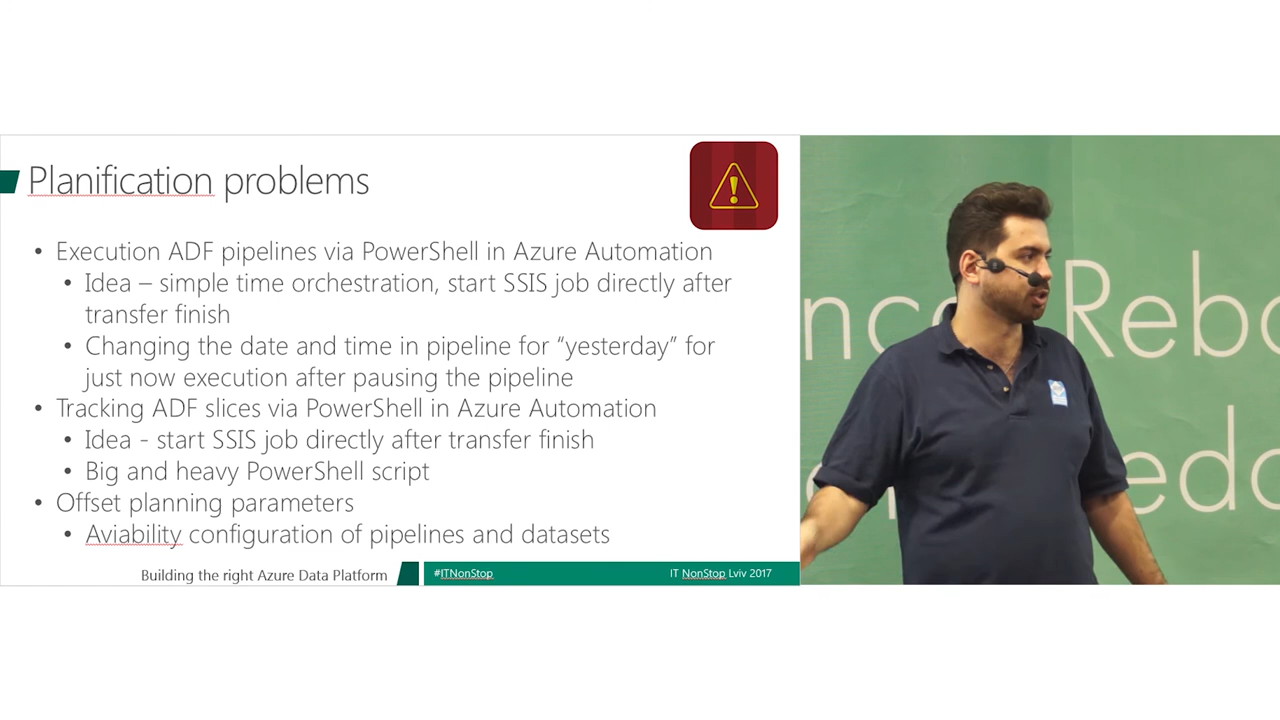 Planification problems
• Execution ADF pipelines via PowerShell in Azure Automation
• Idea – simple time orchestration, start SSIS job directly after
transfer finish
• Changing the date and time in pipeline for “yesterday” for
just now execution after pausing the pipeline
• Tracking ADF slices via PowerShell in Azure Automation
• Idea - start SSIS job directly after transfer finish
• Big and heavy PowerShell script
• Offset planning parameters
• Aviability configuration of pipelines and datasets
Building the right Azure Data Platform
#ITNonStop
IT NonStop Lviv 2017
Rebo